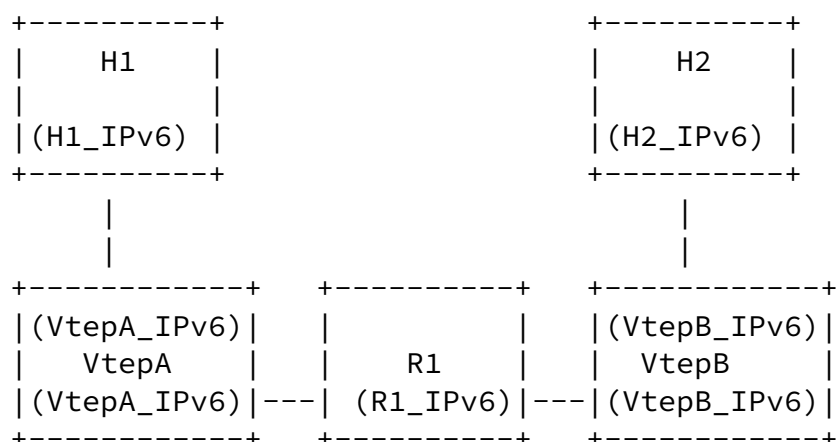 H1 H2
(H1_IPv6) (H2_IPv6)
(VtepA_IPv6) (VtepB_IPv6)
VtepA R1 VtepB
(VtepA_IPv6) (R1_IPv6) (VtepB_IPv6)